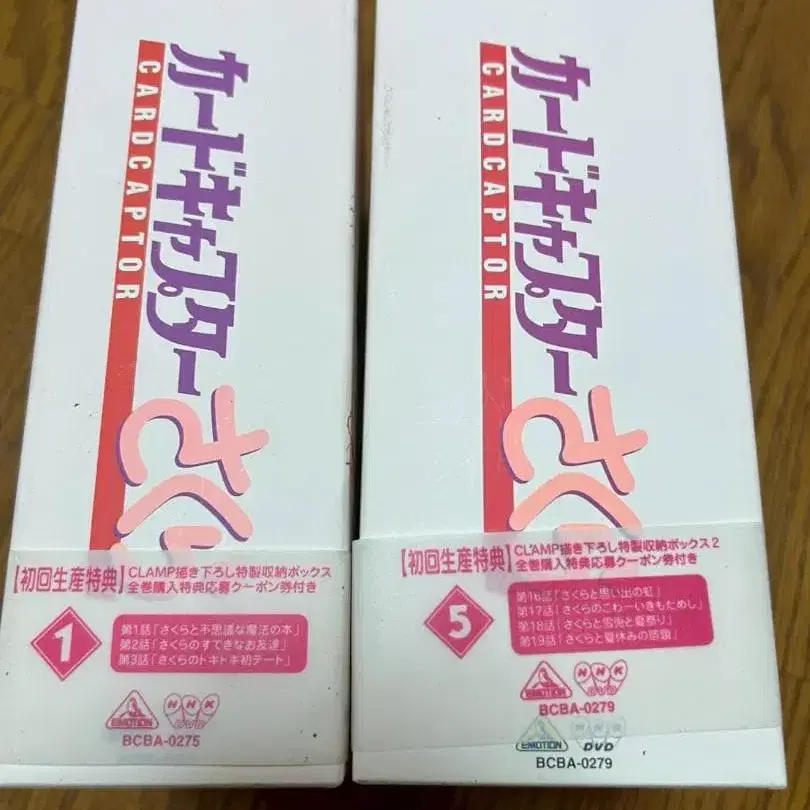 カードキャプター
CARDCAPTOR
さくら
【初回生産特典】
CLAMP描き下ろし特製収納ボックス
全巻購入特典応募クーポン券付き
1
第1話「さくらと不思議な魔法の本」
第2話「さくらのすてきなお友達」
第3話「さくらのドキドキ初デート」
EMOTION
NHK
DVD
BCBA-0275
カードキャプター
CARDCAPTOR
さく
【初回生産特典】
CLAMP描き下ろし特製収納ボックス2
全巻購入特典応募クーポン券付き
5
第16話「さくらと思い出の虹」
第17話「さくらのこわーいきもだめし」
第18話「さくらと雪兎と夏祭り」
第19話「さくらと夏休みの宿題」
EMOTION
NHK
DVD
BCBA-0279
EMOTION
DVD
BCBA-0279